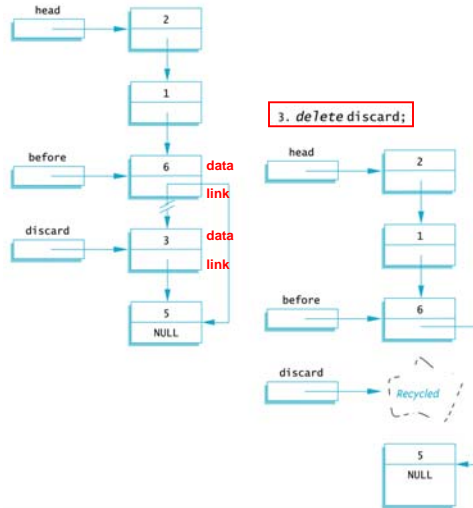 head
2
1
before
6
data
link
discard
3
data
link
5
NULL
3. delete discard;
head
2
1
before
6
discard
Recycled
5
NULL